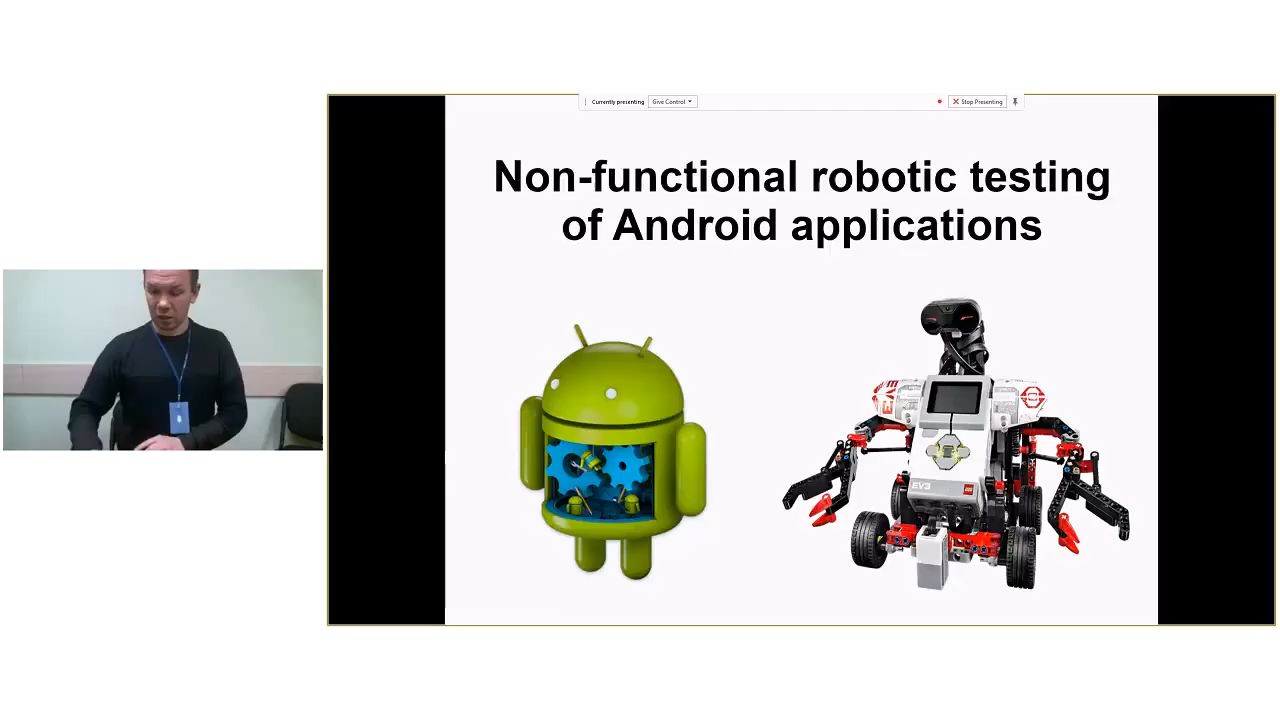 Currently presenting
Give Control
Stop Presenting
Non-functional robotic testing
of Android applications
EV3